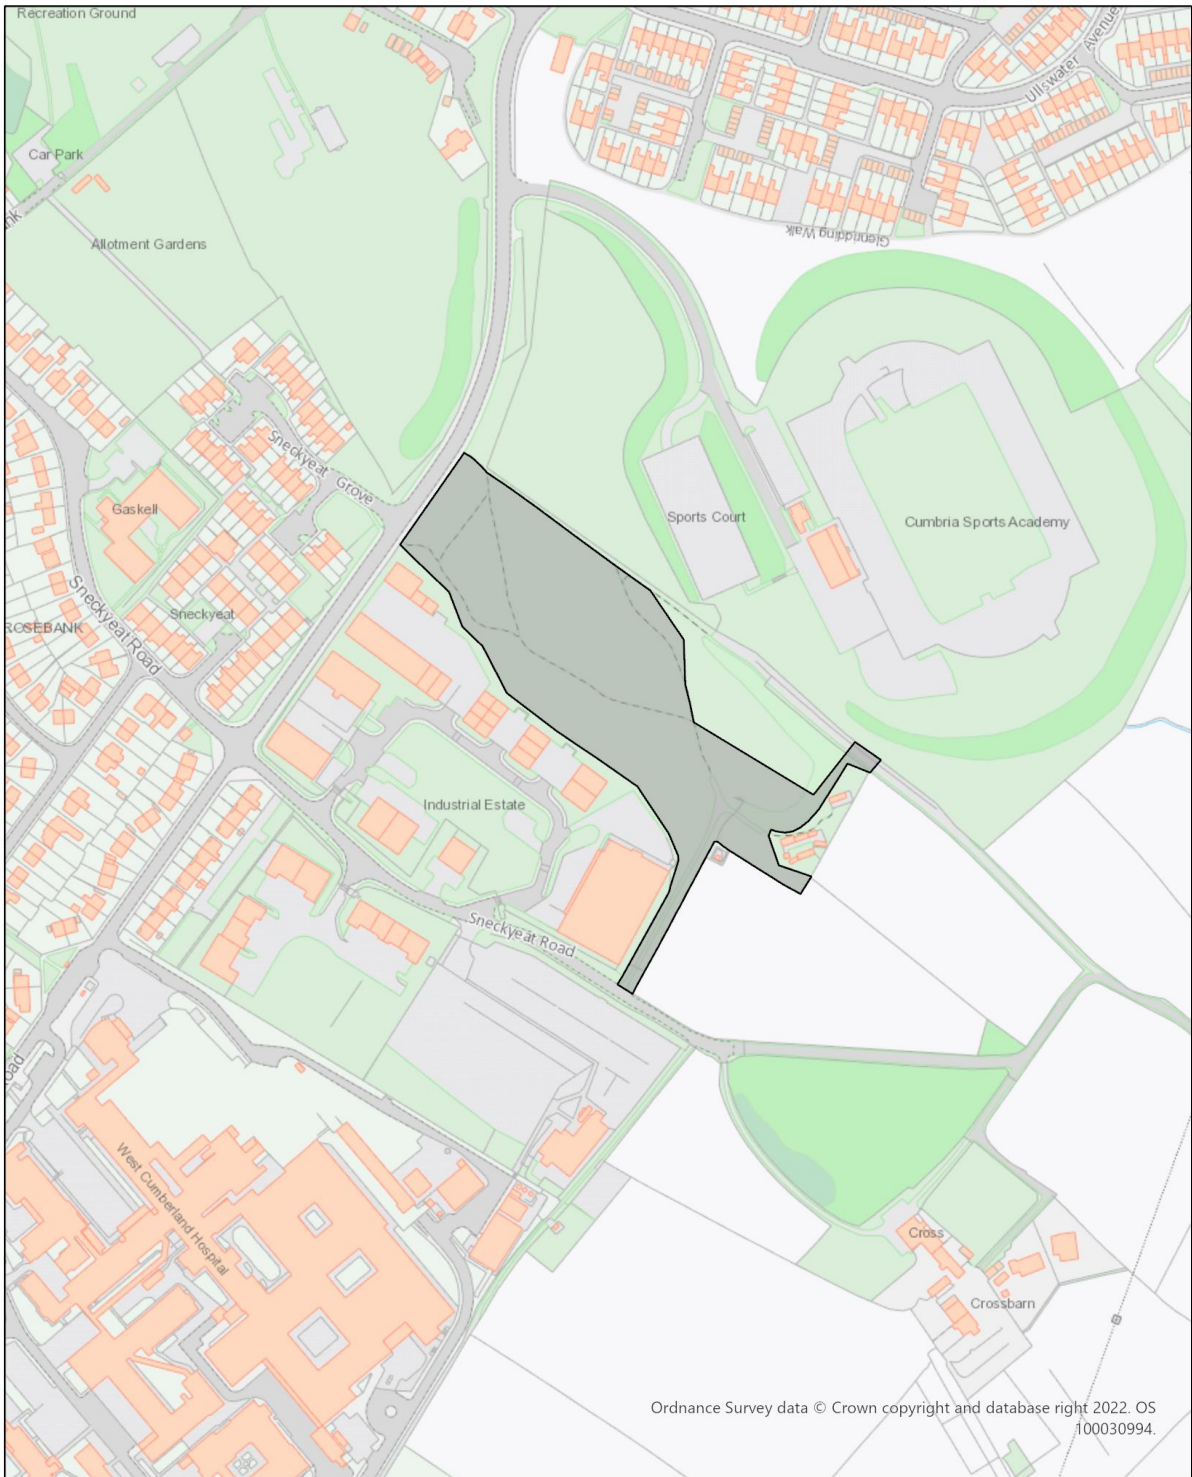 Recreation Ground
Ullswater Avenue
Car Park
Allotment Gardens
Glenridding Walk
Sneckyeat Grove
Gaskell
Sports Court
Cumbria Sports Academy
Sneckyeat Road
Sneckyeat
ROSEBANK
Industrial Estate
Sneckyeat Road
West Cumberland Hospital
Cross
Crossbarn
Ordnance Survey data © Crown copyright and database right 2022. OS
100030994.